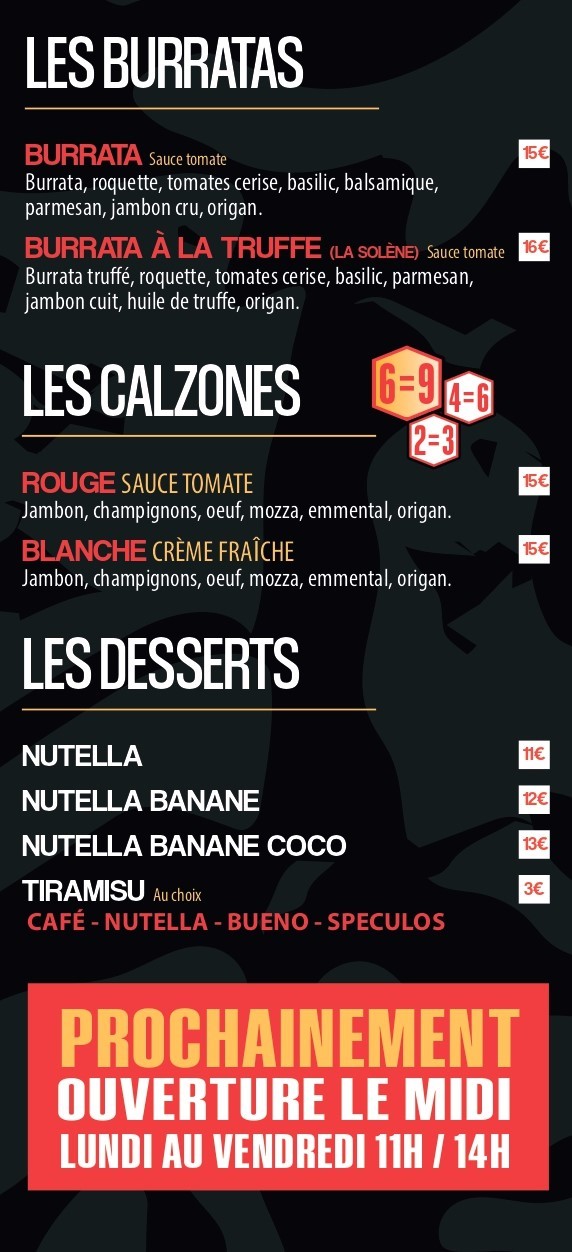 LES BURRATAS
BURRATA Sauce tomate 15€
Burrata, roquette, tomates cerise, basilic, balsamique,
parmesan, jambon cru, origan.
BURRATA À LA TRUFFE (LA SOLÈNE) Sauce tomate 16€
Burrata truffé, roquette, tomates cerise, basilic, parmesan,
jambon cuit, huile de truffe, origan.
LES CALZONES
6=9
4=6
2=3
ROUGE SAUCE TOMATE 15€
Jambon, champignons, oeuf, mozza, emmental, origan.
BLANCHE CRÈME FRAÎCHE 15€
Jambon, champignons, oeuf, mozza, emmental, origan.
LES DESSERTS
NUTELLA 11€
NUTELLA BANANE 12€
NUTELLA BANANE COCO 13€
TIRAMISU Au choix 3€
CAFÉ - NUTELLA - BUENO - SPECULOS
PROCHAINEMENT
OUVERTURE LE MIDI
LUNDI AU VENDREDI 11H / 14H